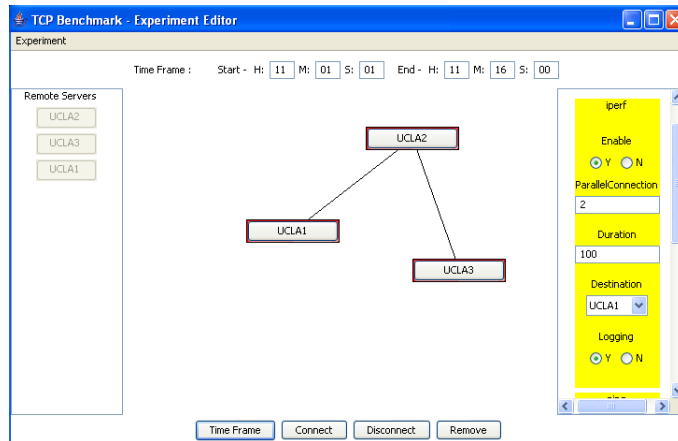 TCP Benchmark - Experiment Editor
Experiment
Time Frame : Start - H: 11 M: 01 S: 01 End - H: 11 M: 16 S: 00
Remote Servers
UCLA2
UCLA3
UCLA1
UCLA2
UCLA1
UCLA3
iperf
Enable
Y N
ParallelConnection
2
Duration
100
Destination
UCLA1
Logging
Y N
Time Frame Connect Disconnect Remove